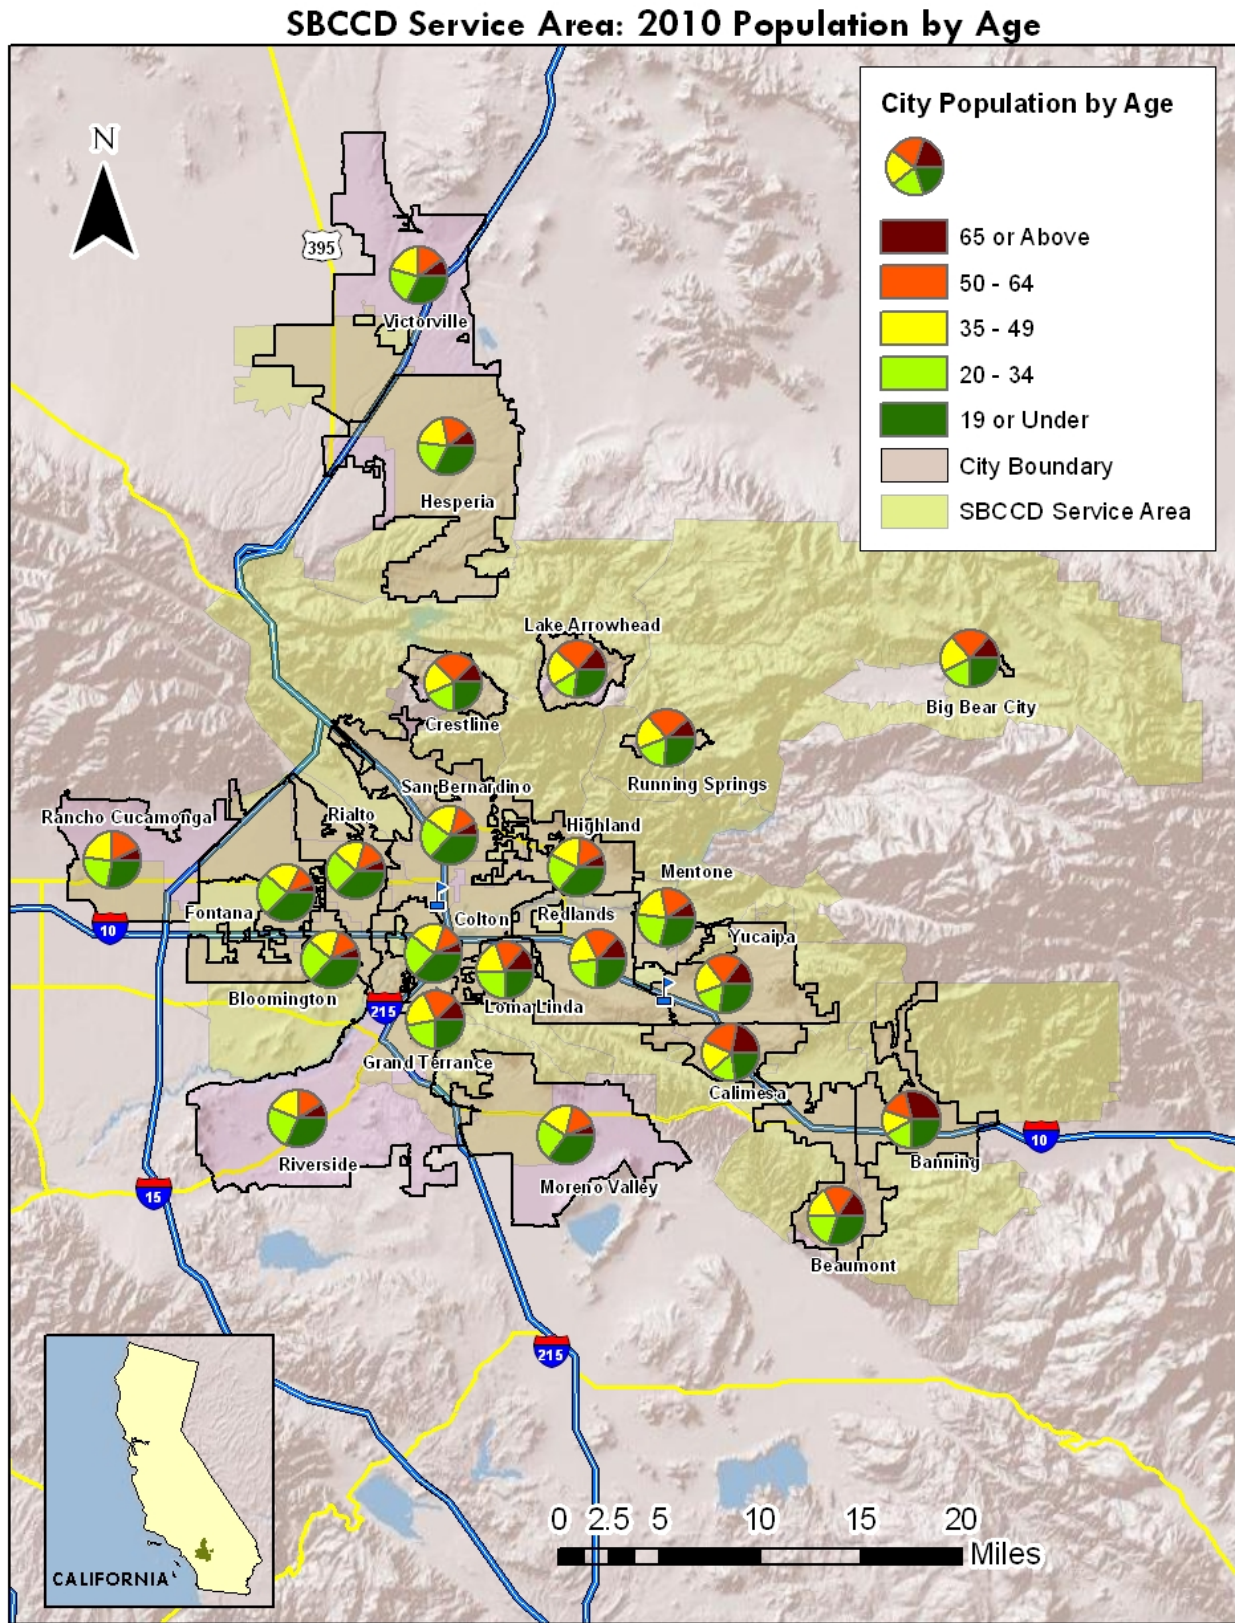 SBCCD Service Area: 2010 Population by Age
N
City Population by Age
65 or Above
50 - 64
35 - 49
20 - 34
19 or Under
City Boundary
SBCCD Service Area
395
Victorville
Hesperia
Lake Arrowhead
Crestline
Big Bear City
Running Springs
San Bernardino
Rancho Cucamonga
Rialto
Highland
Mentone
Fontana
Colton
Redlands
10
Yucaipa
Bloomington
215
Loma Linda
Grand Terrance
Calimesa
Riverside
Moreno Valley
Banning
10
15
Beaumont
215
CALIFORNIA
0 2.5 5 10 15 20
Miles